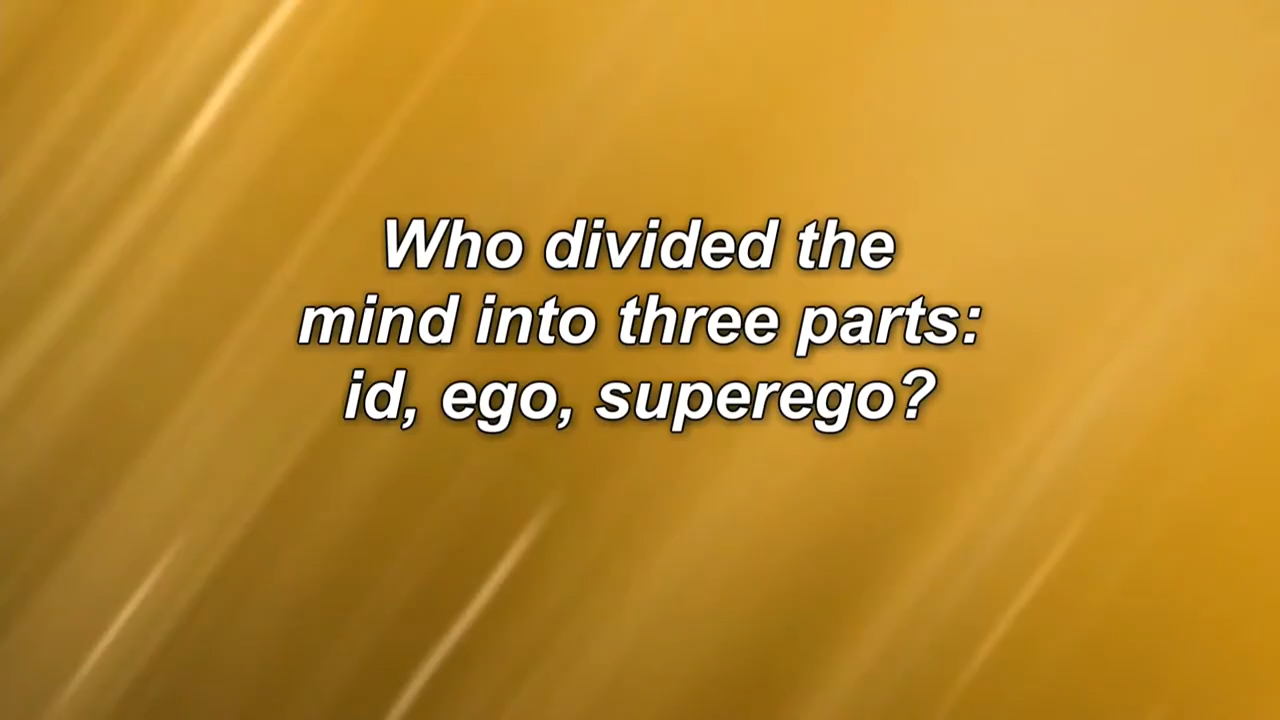 Who divided the
mind into three parts:
id, ego, superego?